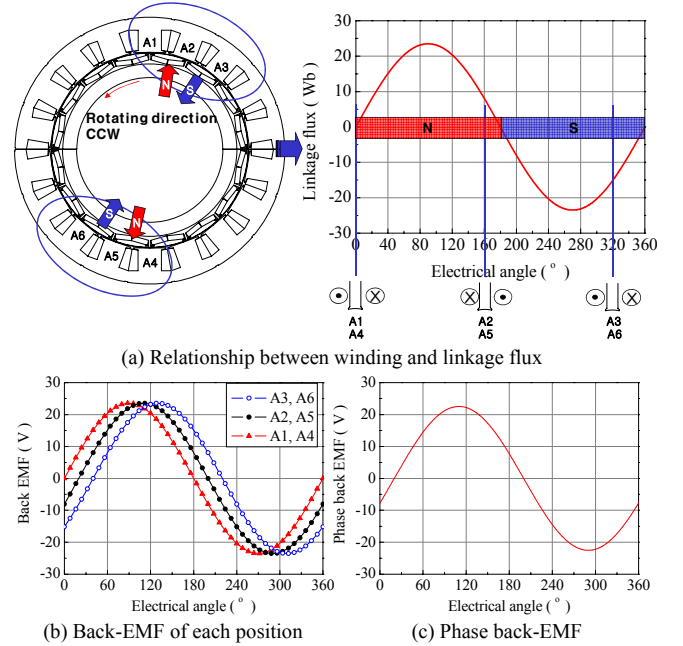 A1
A2
A3
N
S
Rotating direction
CCW
S
N
A6
A5
A4
Linkage flux ( Wb )
30
20
10
0
-10
-20
30
N
S
0 40 80 120 160 200 240 280 320 360
Electrical angle ( ° )
A1
A4
A2
A5
A3
A6
(a) Relationship between winding and linkage flux
Back EMF ( V )
30
20
10
0
-10
-20
-30
A3, A6
A2, A5
A1, A4
0 60 120 180 240 300 360
Electrical angle ( ° )
(b) Back-EMF of each position
Phase back EMF ( V )
30
20
10
0
-10
-20
-30
0 60 120 180 240 300 360
Electrical angle ( ° )
(c) Phase back-EMF